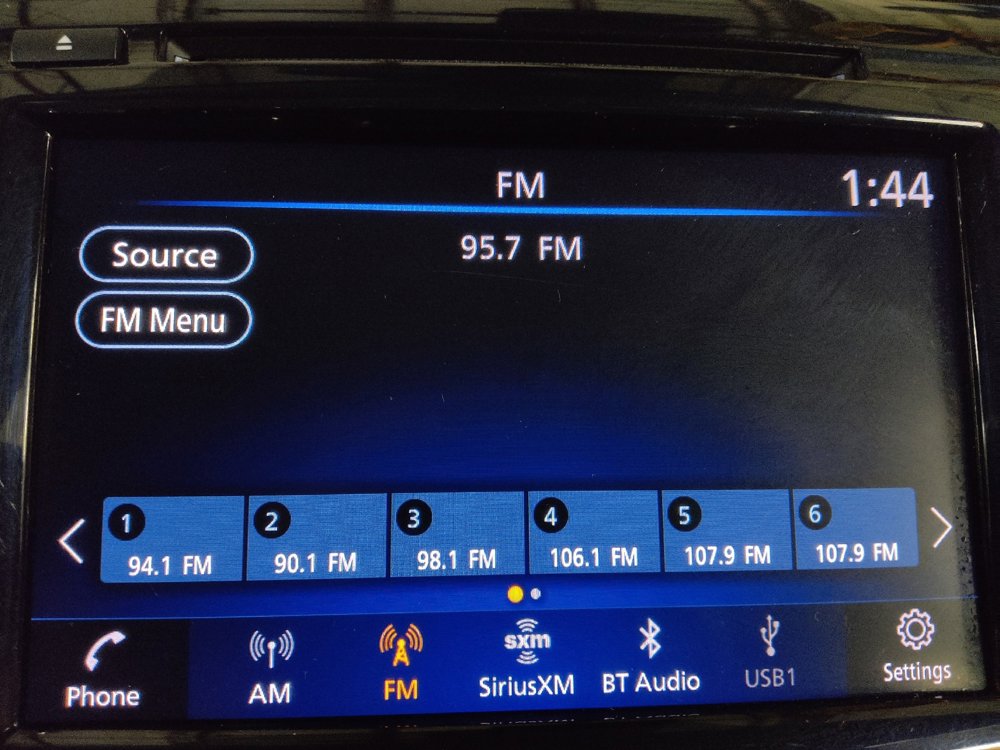 FM 1:44
Source 95.7 FM
FM Menu
1 2 3 4 5 6
94.1 FM 90.1 FM 98.1 FM 106.1 FM 107.9 FM 107.9 FM
sxm
Phone AM FM SiriusXM BT Audio USB1 Settings